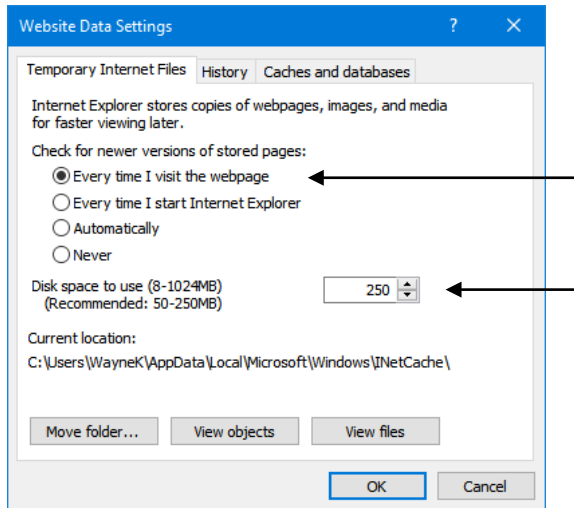 Website Data Settings ?
Temporary Internet Files History Caches and databases
Internet Explorer stores copies of webpages, images, and media
for faster viewing later.
Check for newer versions of stored pages:
Every time I visit the webpage
Every time I start Internet Explorer
Automatically
Never
Disk space to use (8-1024MB) 250
(Recommended: 50-250MB)
Current location:
C:\Users\WayneK\AppData\Local\Microsoft\Windows\INetCache\
Move folder... View objects View files
OK Cancel